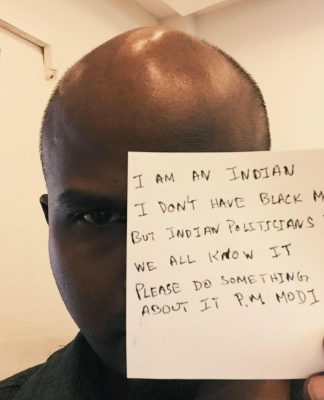 I AM AN INDIAN
I DON'T HAVE BLACK M
BUT INDIAN POLITICIANS
WE ALL KNOW IT
PLEASE DO SOMETHING
ABOUT IT P.M MODI